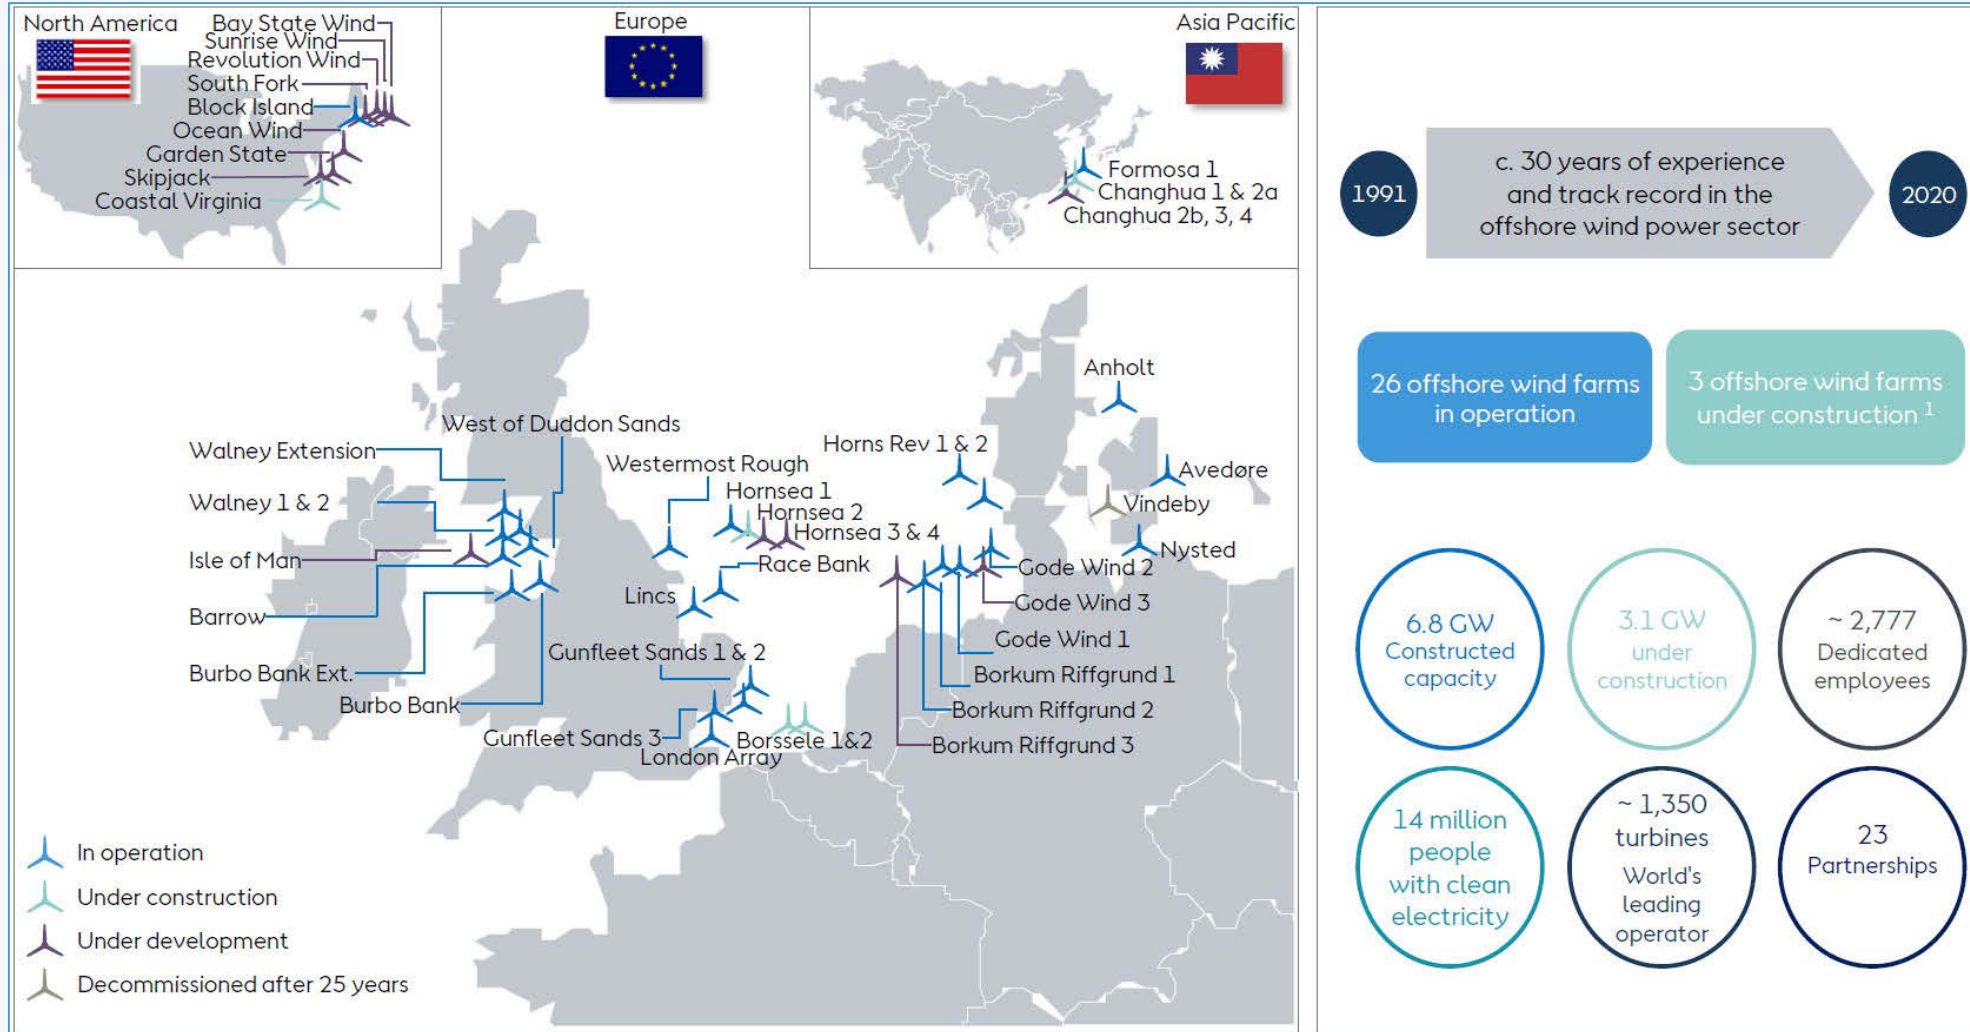 North America
Bay State Wind
Sunrise Wind
Revolution Wind
South Fork
Block Island
Ocean Wind
Garden State
Skipjack
Coastal Virginia
Europe
Asia Pacific
Formosa 1
Changhua 1 & 2a
Changhua 2b, 3, 4
Anholt
West of Duddon Sands
Walney Extension
Horns Rev 1 & 2
Westermost Rough
Avedøre
Hornsea 1
Walney 1 & 2
Hornsea 2
Vindeby
Hornsea 3 & 4
Nysted
Isle of Man
Race Bank
Gode Wind 2
Lincs
Gode Wind 3
Barrow
Gode Wind 1
Gunfleet Sands 1 & 2
Burbo Bank Ext.
Borkum Riffgrund 1
Burbo Bank
Borkum Riffgrund 2
Gunfleet Sands 3
Borssele 1&2
Borkum Riffgrund 3
London Array
In operation
Under construction
Under development
Decommissioned after 25 years
1991
c. 30 years of experience
and track record in the
offshore wind power sector
2020
26 offshore wind farms
in operation
3 offshore wind farms
under construction 1
6.8 GW
Constructed
capacity
3.1 GW
under
construction
~ 2,777
Dedicated
employees
14 million
people
with clean
electricity
~ 1,350
turbines
World's
leading
operator
23
Partnerships